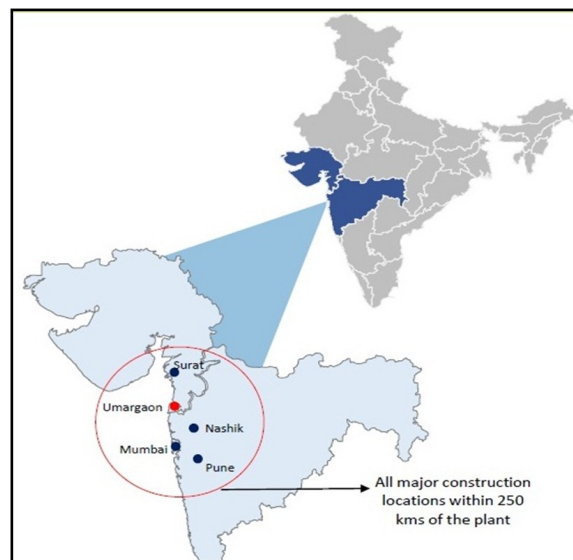 Surat
Umargaon
Nashik
Mumbai
Pune
All major construction
locations within 250
kms of the plant